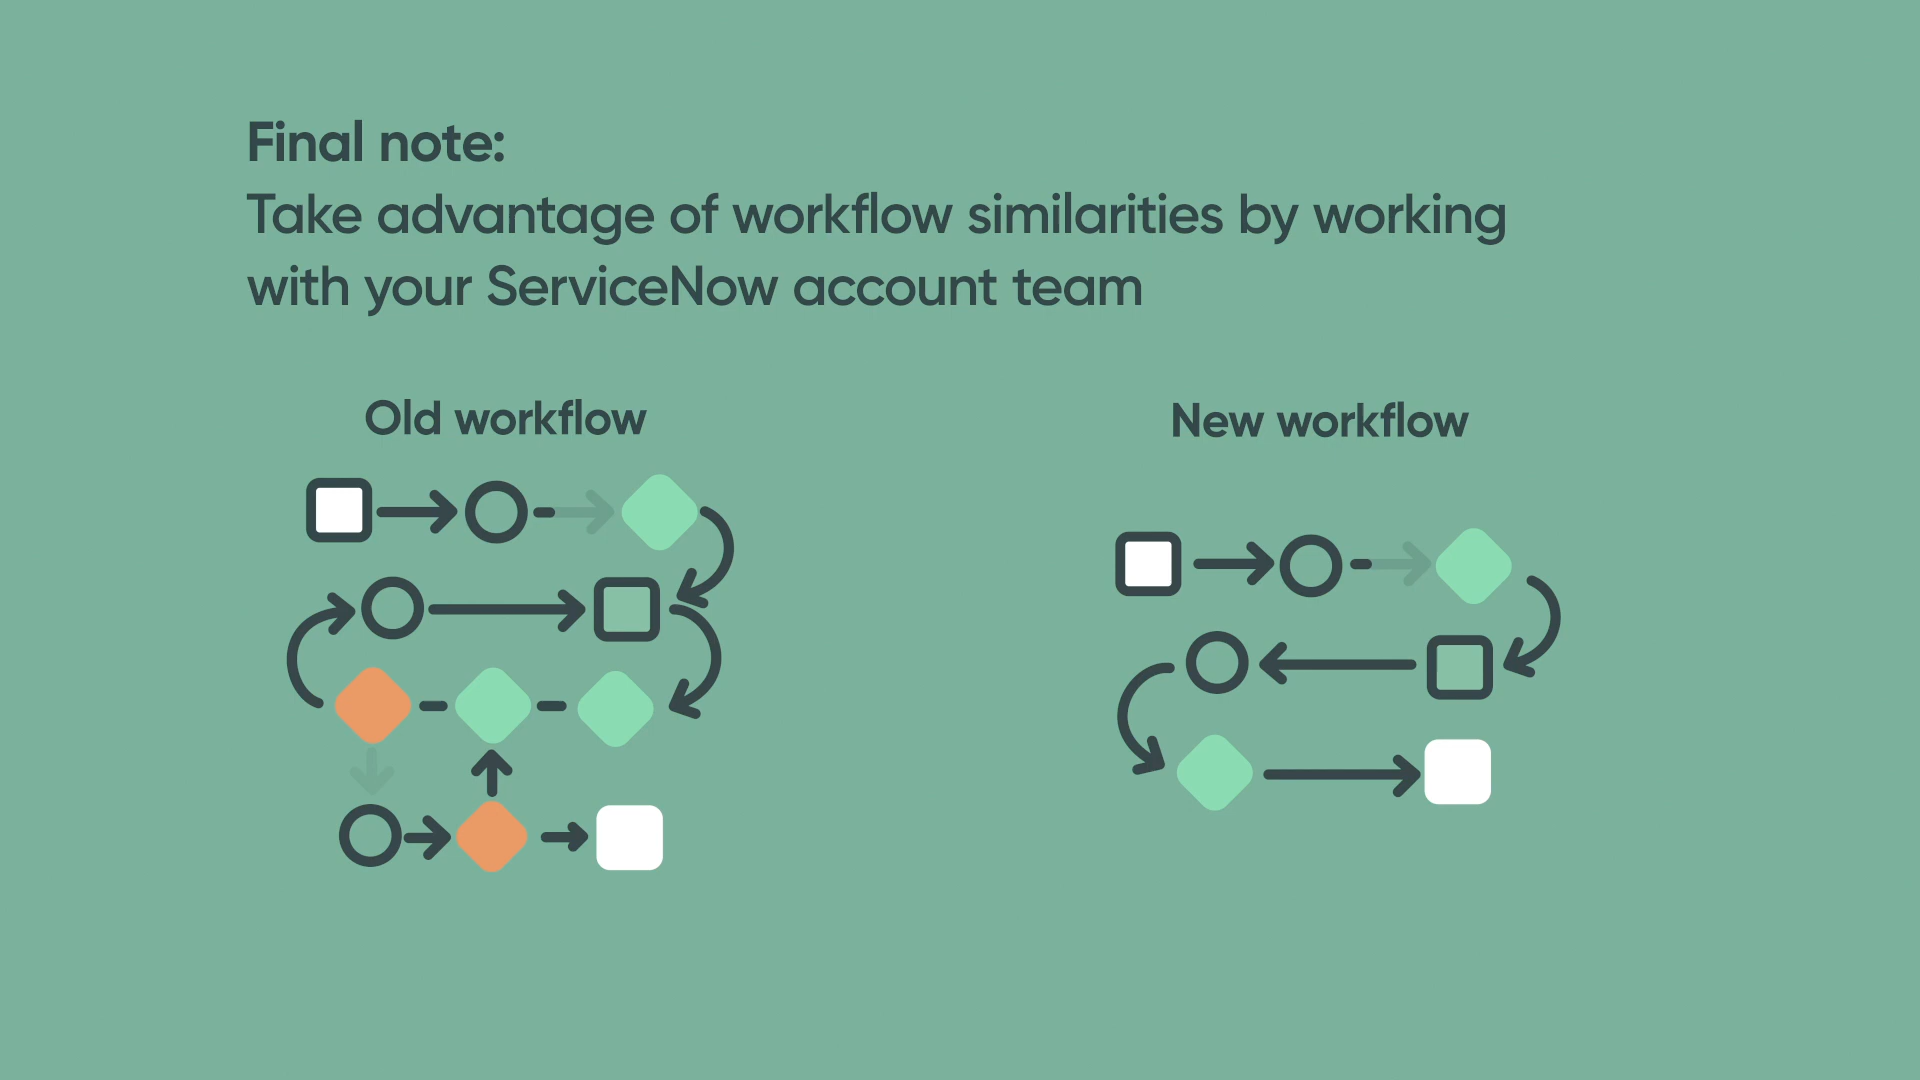 Final note:
Take advantage of workflow similarities by working
with your ServiceNow account team
Old workflow
New workflow